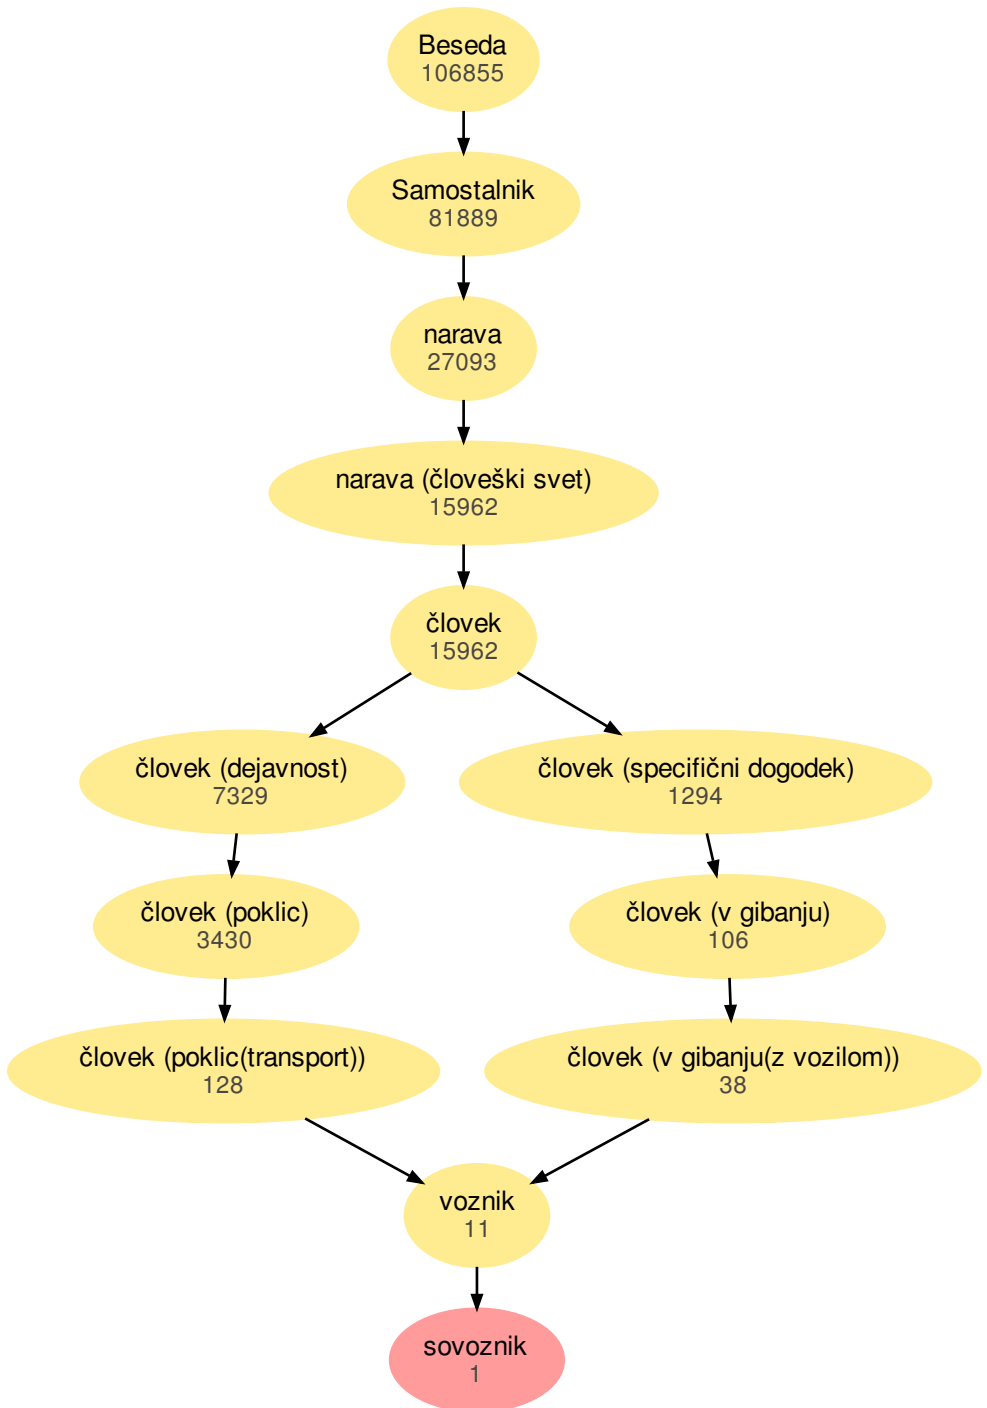 Beseda
106855
Samostalnik
81889
narava
27093
narava (človeški svet)
15962
človek
15962
človek (dejavnost)
7329
človek (specifični dogodek)
1294
človek (poklic)
3430
človek (v gibanju)
106
človek (poklic(transport))
128
človek (v gibanju(z vozilom))
38
voznik
11
sovoznik
1